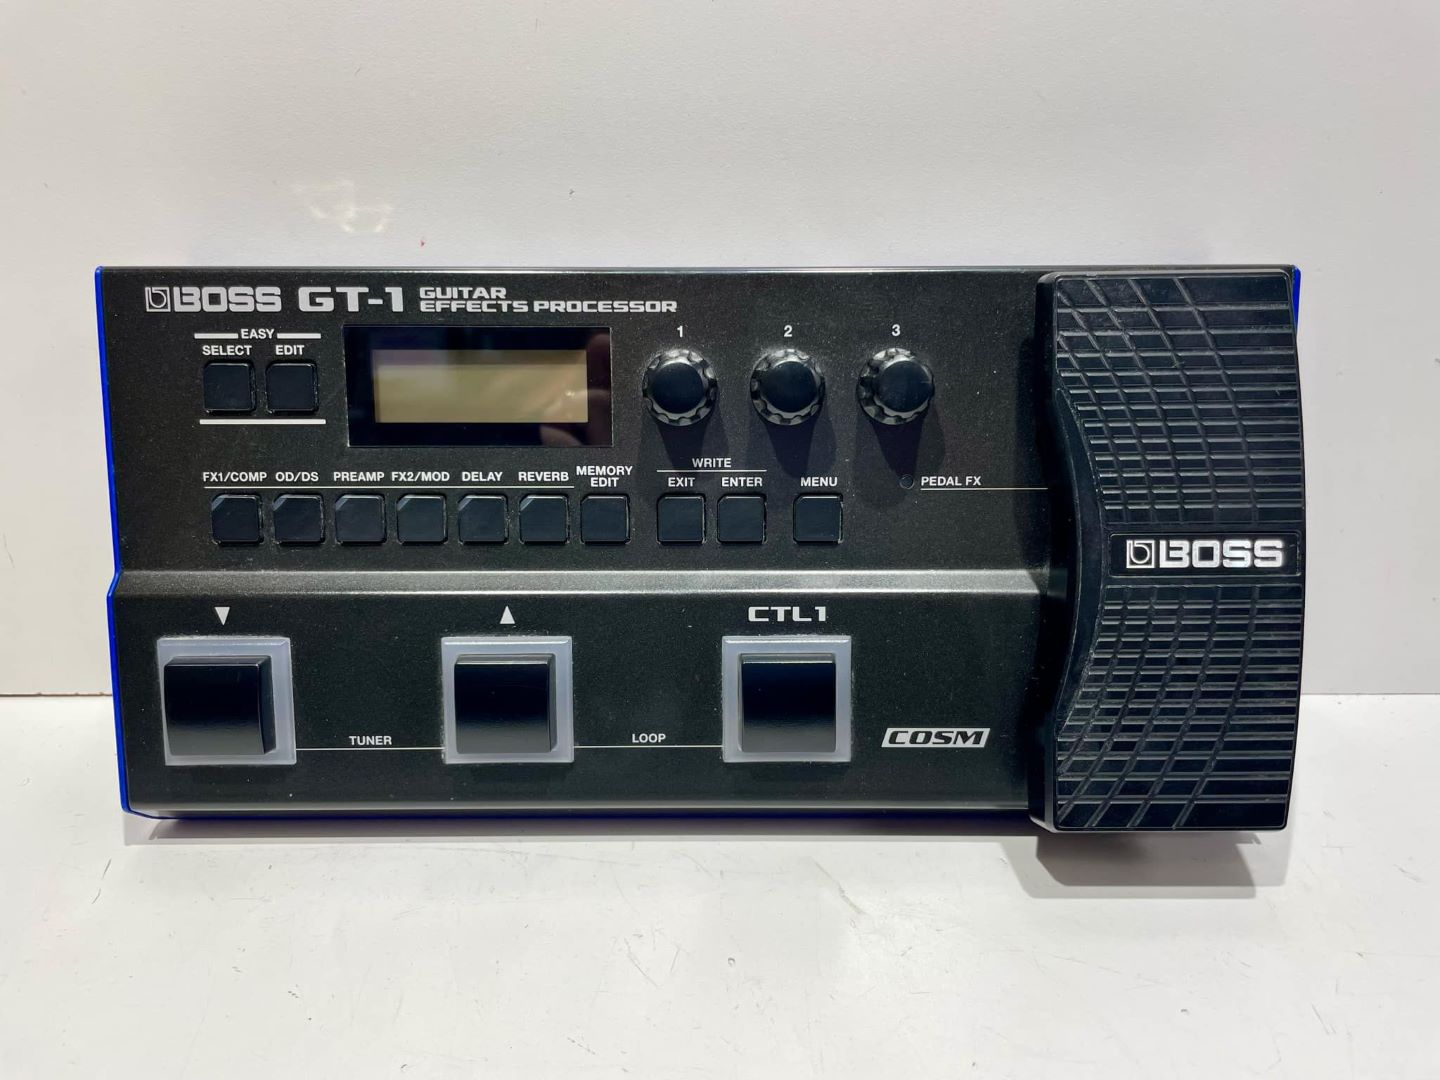 BOSS GT-1 GUITAR EFFECTS PROCESSOR
EASY
SELECT EDIT
1 2 3
FX1/COMP OD/DS PREAMP FX2/MOD DELAY REVERB MEMORY EDIT
WRITE
EXIT ENTER MENU
PEDAL FX
BOSS
▼ ▲ CTL1
TUNER LOOP
COSM